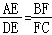 AE/DE = BF/FC